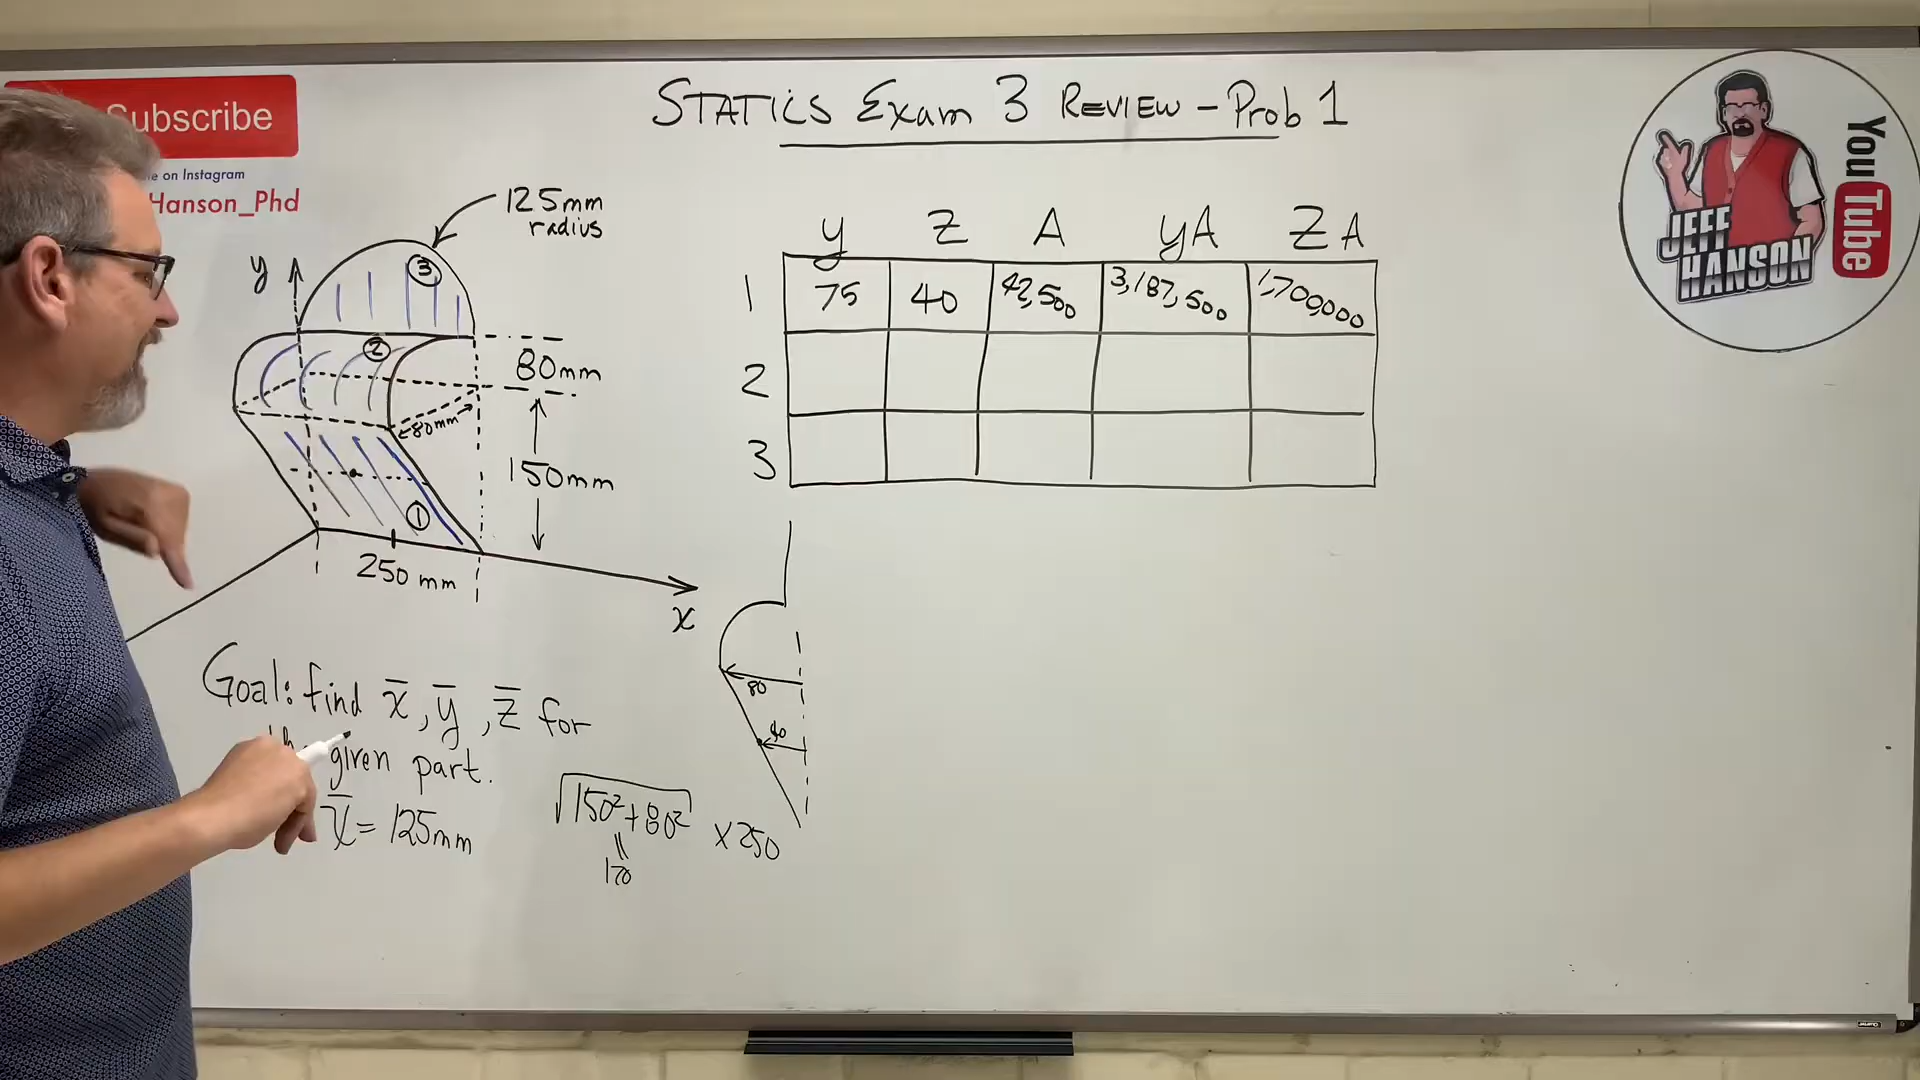 Subscribe
e on Instagram
Hanson_Phd
STATICS Exam 3 REVIEW - Prob 1
YouTube
JEFF
HANSON
125mm
radius
y
3
2
80mm
80mm
150mm
1
250 mm
x
y z A yA ZA
1 75 40 42,500 3,187,500 1,700,000
2
3
80
40
Goal: find x̄, ȳ, z̄ for
given part.
x̄ = 125mm
√150²+80² x250
||
170